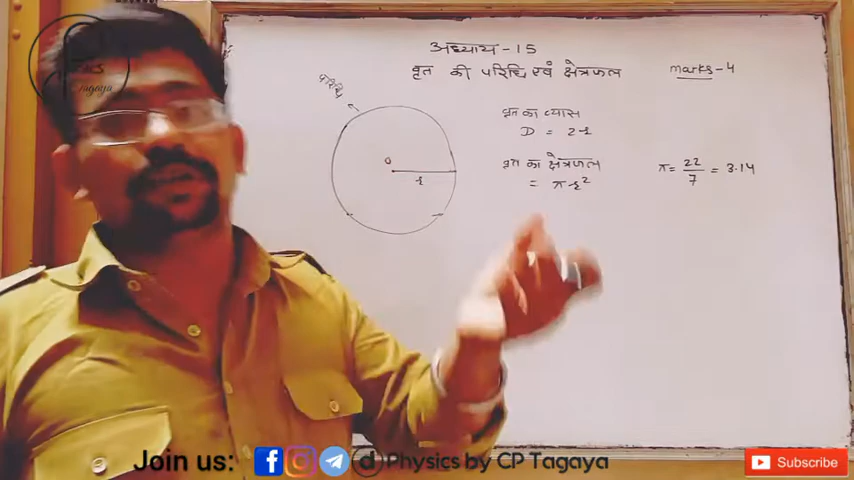 अध्याय - 15
वृत की परिधि एवं क्षेत्रफल
marks - 4
परिधि
वृत का व्यास
D = 2r
O
r
वृत का क्षेत्रफल
= πr²
π = 22/7 = 3.14
Tagaya
Join us:
Physics by CP Tagaya
Subscribe